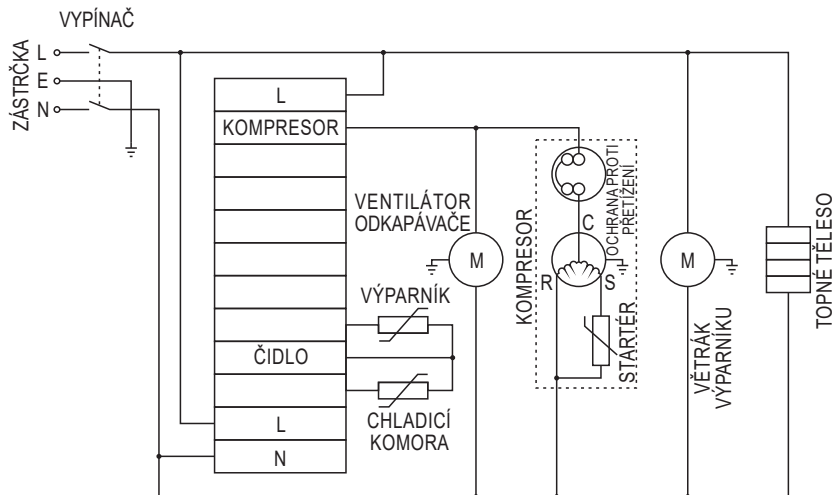 VYPÍNAČ
ZÁSTRČKA
L
E
N
L
KOMPRESOR
ČIDLO
L
N
VENTILÁTOR
ODKAPÁVAČE
M
VÝPARNÍK
CHLADICÍ
KOMORA
KOMPRESOR
OCHRANA PROTI
PŘETÍŽENÍ
C
R
S
STARTÉR
M
VĚTRÁK
VÝPARNÍKU
TOPNÉ TĚLESO